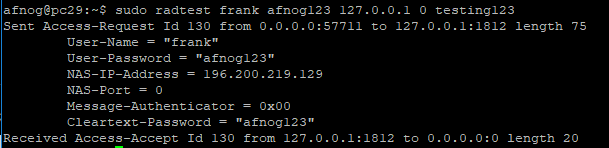 afnog@pc29:~$ sudo radtest frank afnog123 127.0.0.1 0 testing123
Sent Access-Request Id 130 from 0.0.0.0:57711 to 127.0.0.1:1812 length 75
User-Name = "frank"
User-Password = "afnog123"
NAS-IP-Address = 196.200.219.129
NAS-Port = 0
Message-Authenticator = 0x00
Cleartext-Password = "afnog123"
Received Access-Accept Id 130 from 127.0.0.1:1812 to 0.0.0.0:0 length 20